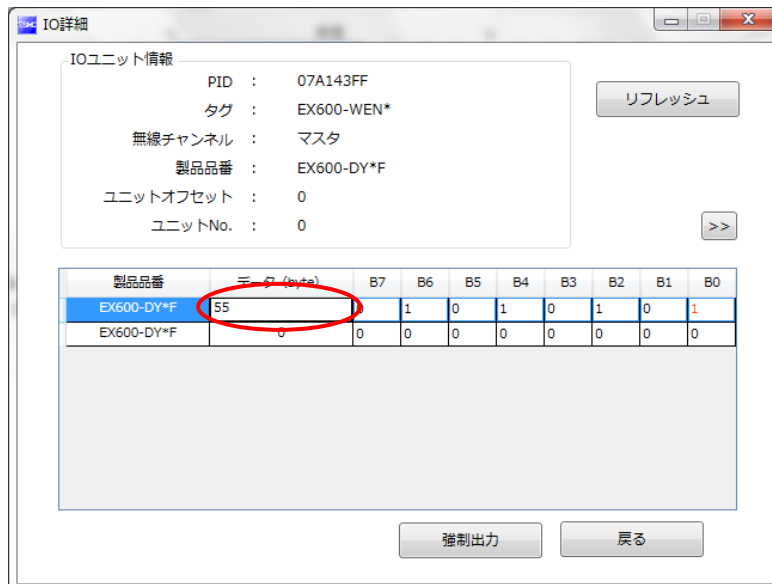 IO詳細
IOユニット情報
PID : 07A143FF
タグ : EX600-WEN*
無線チャンネル : マスタ
製品品番 : EX600-DY*F
ユニットオフセット : 0
ユニットNo. : 0
リフレッシュ
>>
製品品番 データ (byte) B7 B6 B5 B4 B3 B2 B1 B0
EX600-DY*F 55 0 1 0 1 0 1 0 1
EX600-DY*F 0 0 0 0 0 0 0 0 0
強制出力 戻る